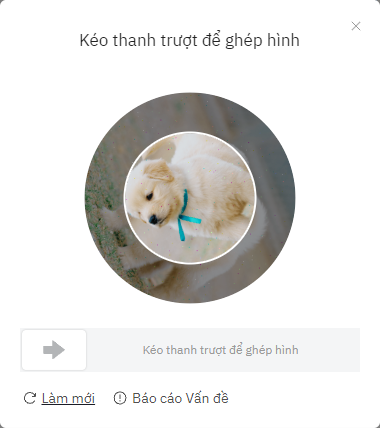 Kéo thanh trượt để ghép hình
Kéo thanh trượt để ghép hình
Làm mới
Báo cáo Vấn đề